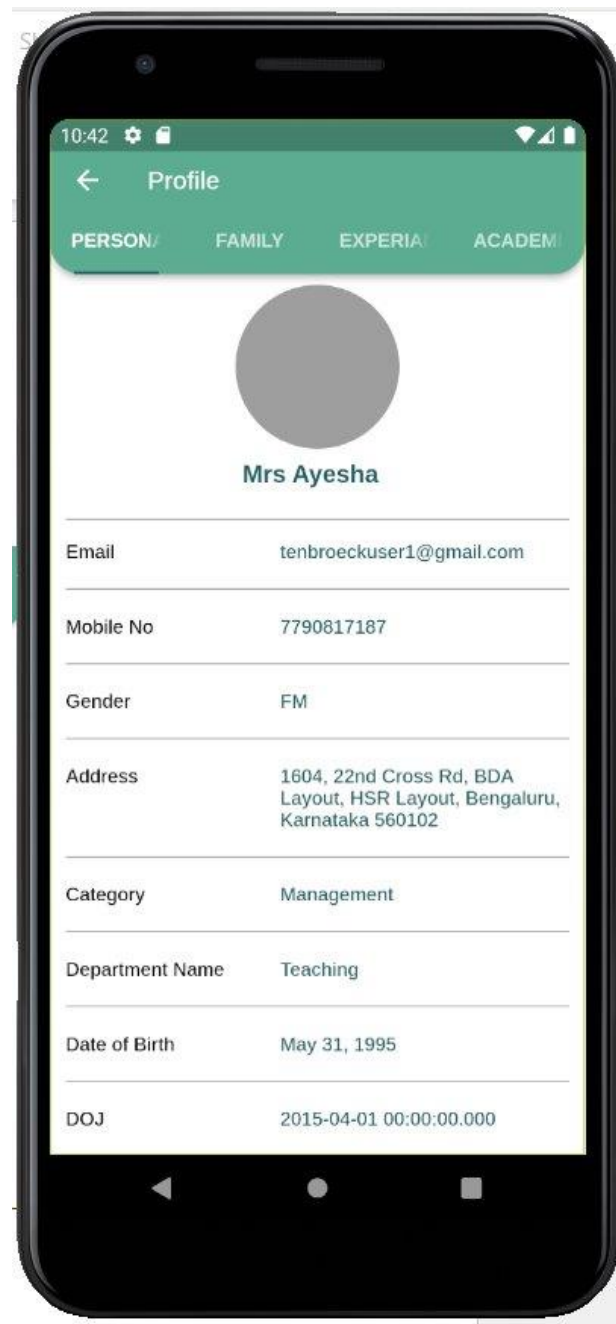 10:42
Profile
PERSONA
FAMILY
EXPERIA
ACADEMI
Mrs Ayesha
Email
tenbroeckuser1@gmail.com
Mobile No
7790817187
Gender
FM
Address
1604, 22nd Cross Rd, BDA
Layout, HSR Layout, Bengaluru,
Karnataka 560102
Category
Management
Department Name
Teaching
Date of Birth
May 31, 1995
DOJ
2015-04-01 00:00:00.000